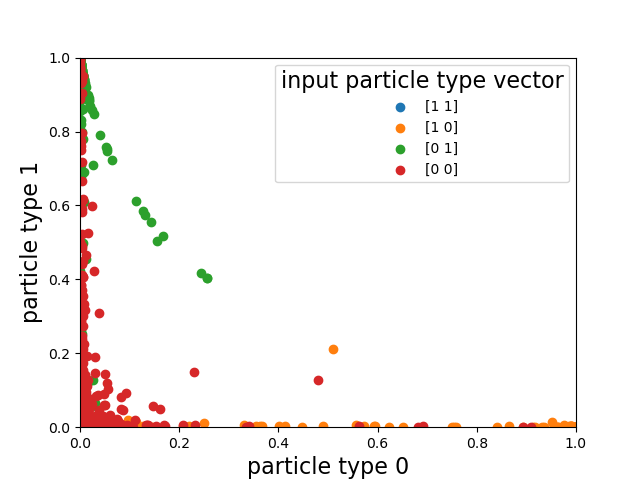 1.0
0.8
0.6
0.4
0.2
0.0
particle type 1
input particle type vector
[1 1]
[1 0]
[0 1]
[0 0]
0.0 0.2 0.4 0.6 0.8 1.0
particle type 0